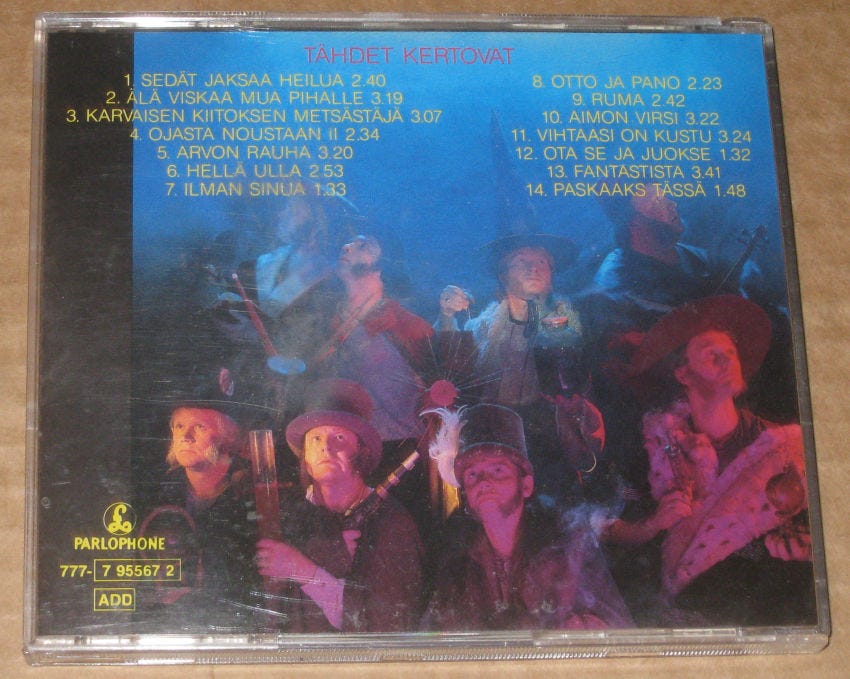 TÄHDET KERTOVAT
1. SEDÄT JAKSAA HEILUA 2.40
2. ÄLÄ VISKAA MUA PIHALLE 3.19
3. KARVAISEN KIITOKSEN METSÄSTÄJÄ 3.07
4. OJASTA NOUSTAAN II 2.34
5. ARVON RAUHA 3.20
6. HELLÄ ULLA 2.53
7. ILMAN SINUA 1.33
8. OTTO JA PANO 2.23
9. RUMA 2.42
10. AIMON VIRSI 3.22
11. VIHTAASI ON KUSTU 3.24
12. OTA SE JA JUOKSE 1.32
13. FANTASTISTA 3.41
14. PASKAAKS TÄSSÄ 1.48
PARLOPHONE
777- 7 95567 2
ADD